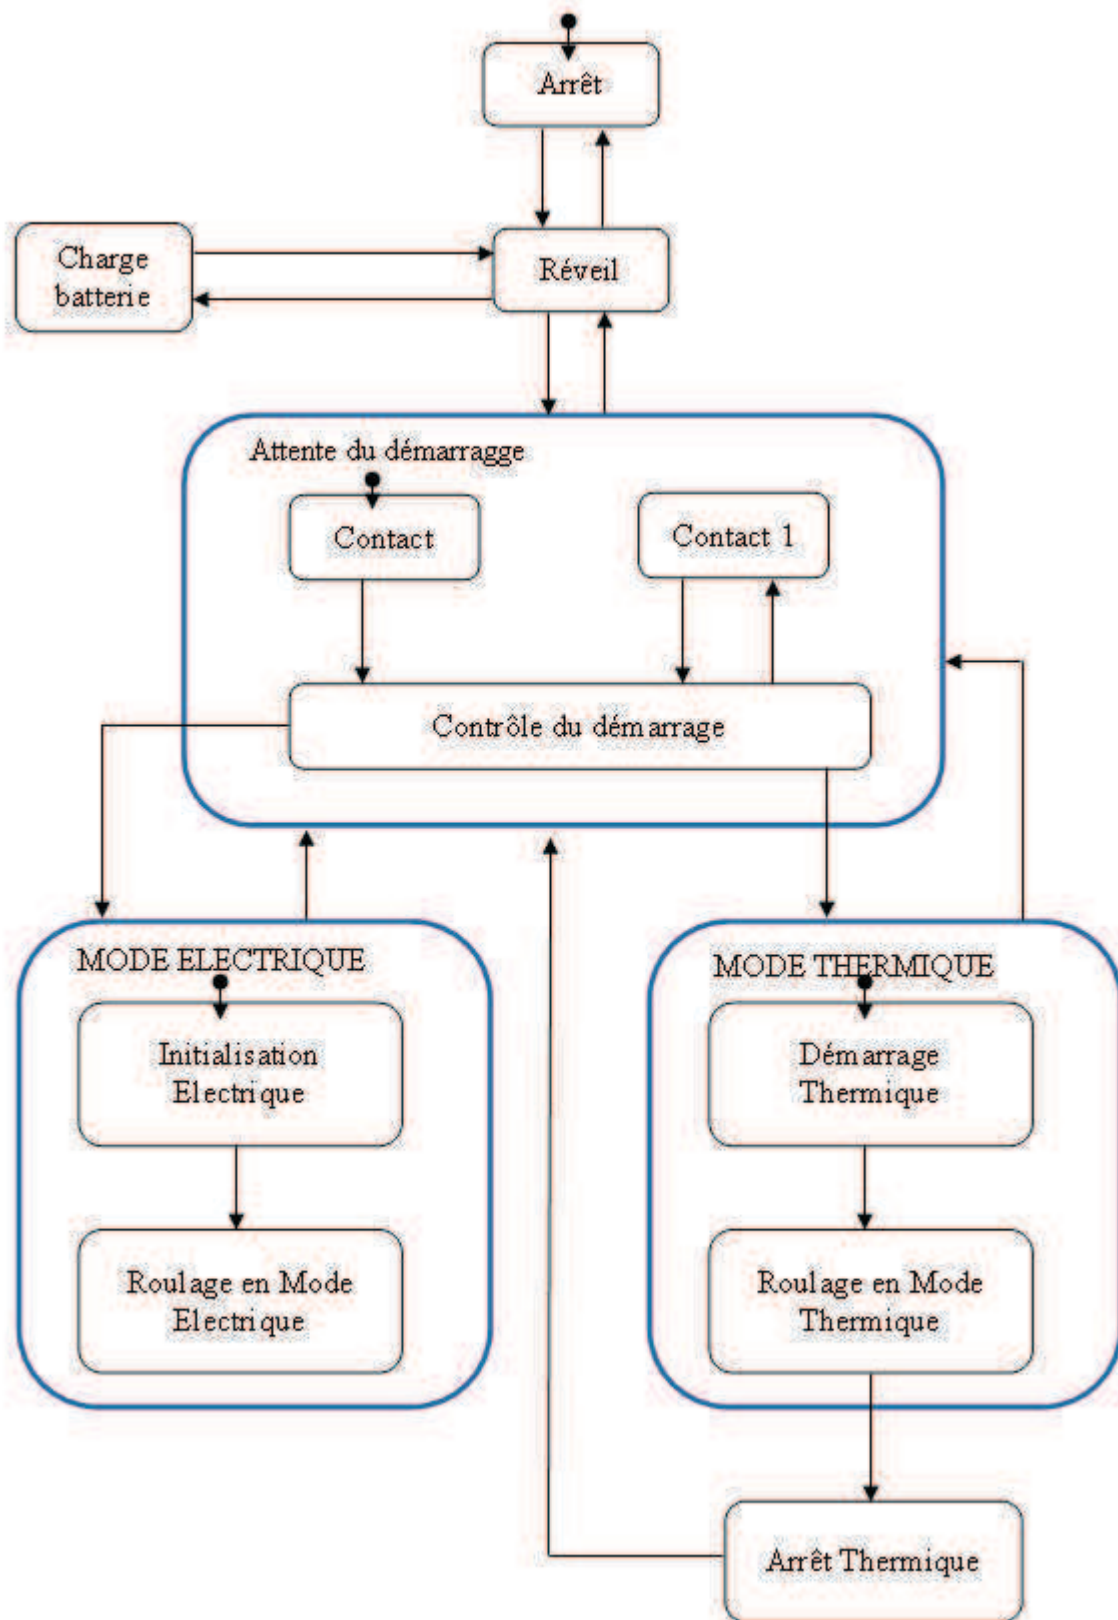 Arrêt
Charge
batterie
Réveil
Attente du démarragge
Contact
Contact 1
Contrôle du démarrage
MODE ELECTRIQUE
Initialisation
Electrique
Roulage en Mode
Electrique
MODE THERMIQUE
Démarrage
Thermique
Roulage en Mode
Thermique
Arrêt Thermique